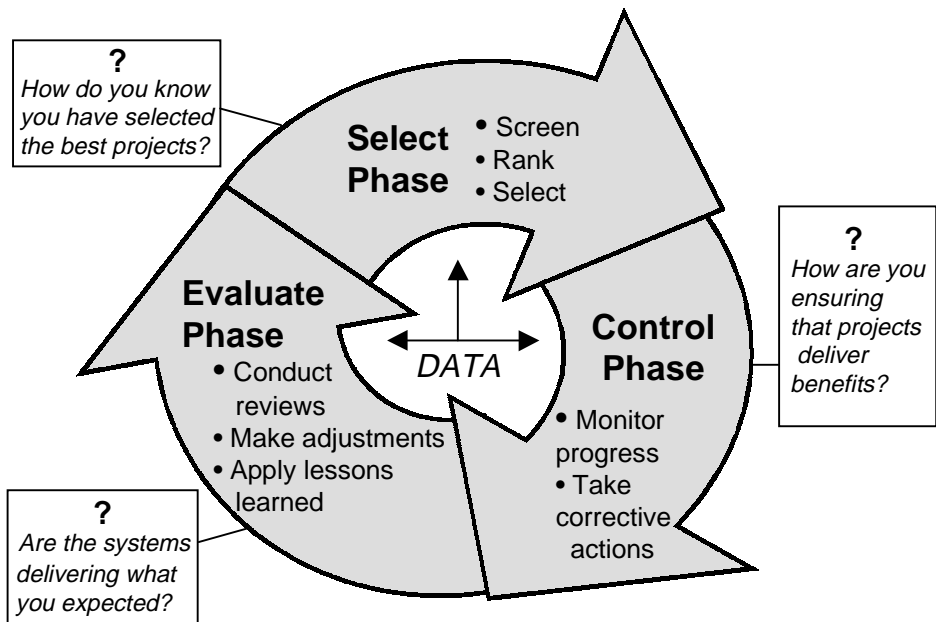 ?
How do you know
you have selected
the best projects?
Select
Phase
• Screen
• Rank
• Select
?
How are you
ensuring
that projects
deliver
benefits?
Control
Phase
• Monitor
progress
• Take
corrective
actions
Evaluate
Phase
• Conduct
reviews
• Make adjustments
• Apply lessons
learned
?
Are the systems
delivering what
you expected?
DATA